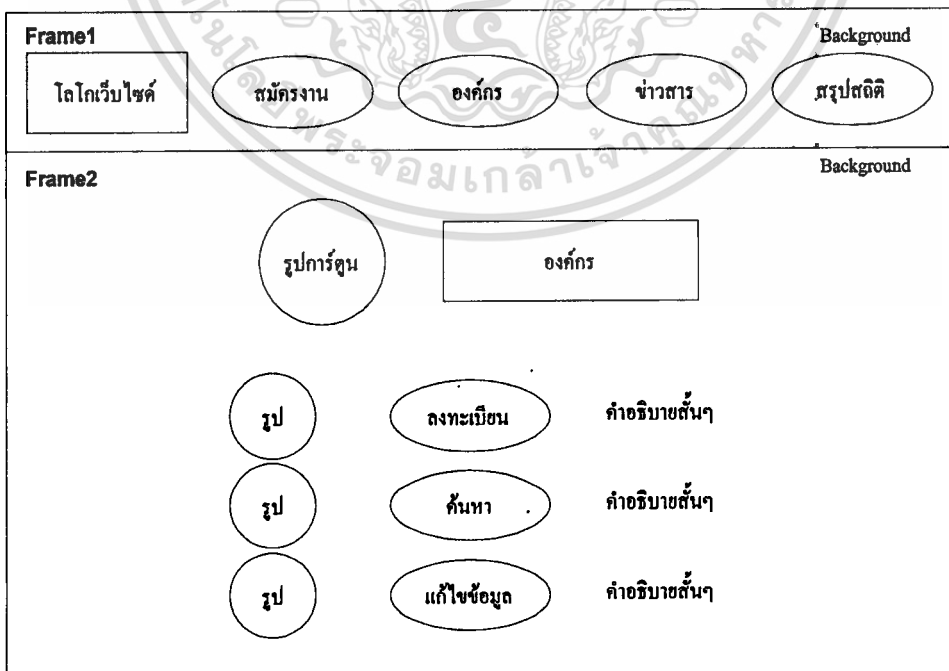 Frame1
Background
โลโกเว็บไซด์ สมัครงาน องค์กร ข่าวสาร สรุปสถิติ
Frame2
Background
รูปการ์ตูน องค์กร
รูป ลงทะเบียน คำอธิบายสั้นๆ
รูป ค้นหา คำอธิบายสั้นๆ
รูป แก้ไขข้อมูล คำอธิบายสั้นๆ